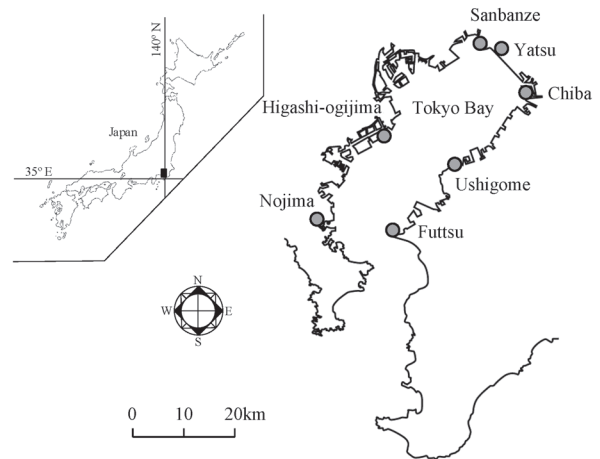 Sanbanze
Yatsu
Chiba
Higashi-ogijima
Tokyo Bay
Ushigome
Nojima
Futtsu
140° N
Japan
35° E
N
W E
S
0 10 20km